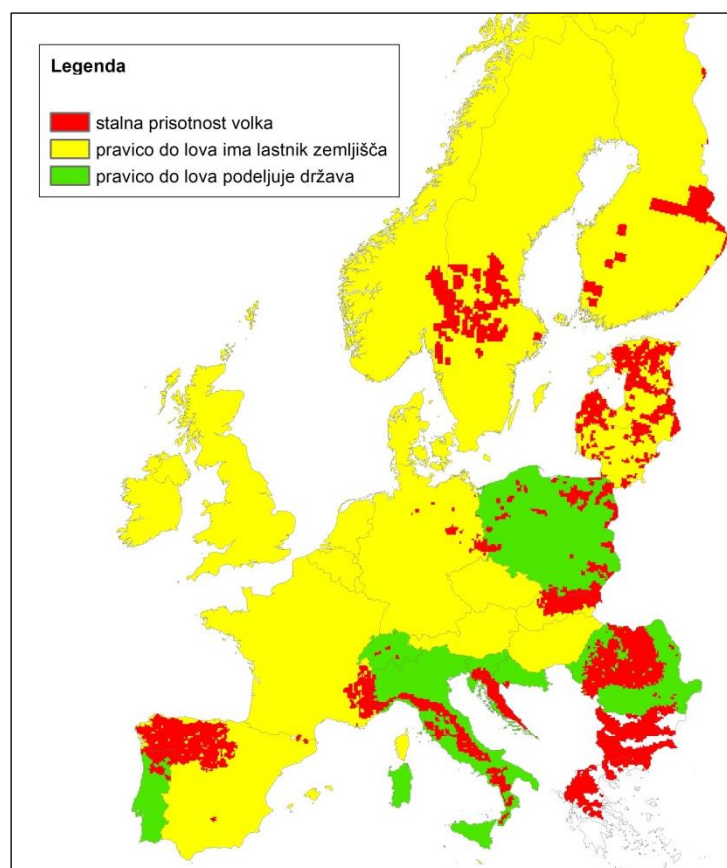 Legenda
stalna prisotnost volka
pravico do lova ima lastnik zemljišča
pravico do lova podeljuje država